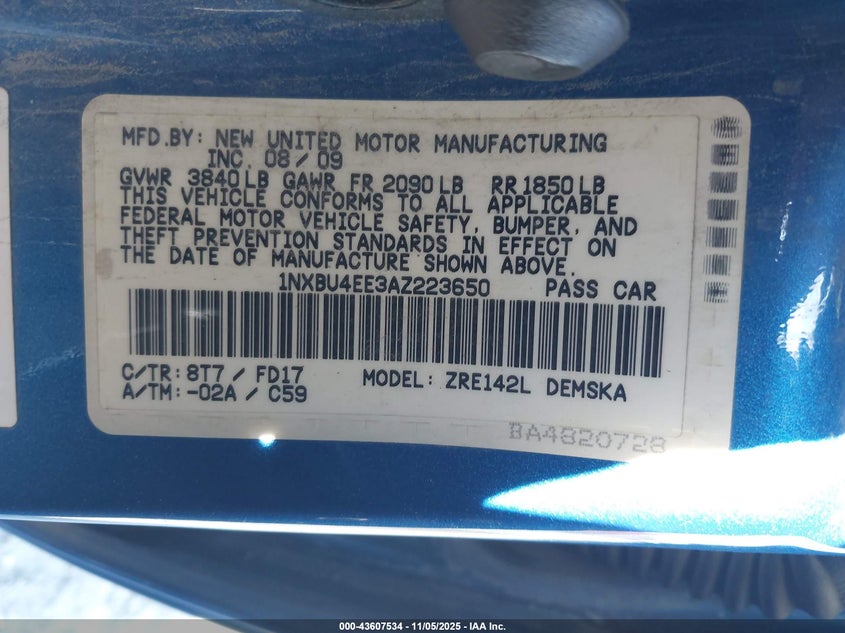 MFD.BY: NEW UNITED MOTOR MANUFACTURING
INC. 08 / 09
GVWR 3840 LB GAWR FR 2090 LB RR 1850 LB
THIS VEHICLE CONFORMS TO ALL APPLICABLE
FEDERAL MOTOR VEHICLE SAFETY, BUMPER, AND
THEFT PREVENTION STANDARDS IN EFFECT ON
THE DATE OF MANUFACTURE SHOWN ABOVE.
1NXBU4EE3AZ223650 PASS CAR
C/TR: 8T7 / FD17 MODEL: ZRE142L DEMSKA
A/TM: -02A / C59
BA4820728
000-43607534 - 11/05/2025 - IAA Inc.